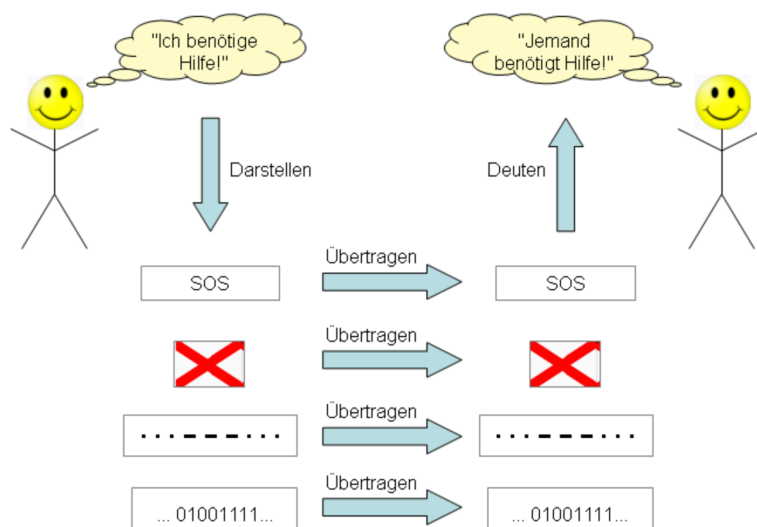 "Ich benötige
Hilfe!"
"Jemand
benötigt Hilfe!"
Darstellen
Deuten
Übertragen
SOS
SOS
Übertragen
Übertragen
. . . – – – . . .
. . . – – – . . .
Übertragen
... 01001111...
... 01001111...